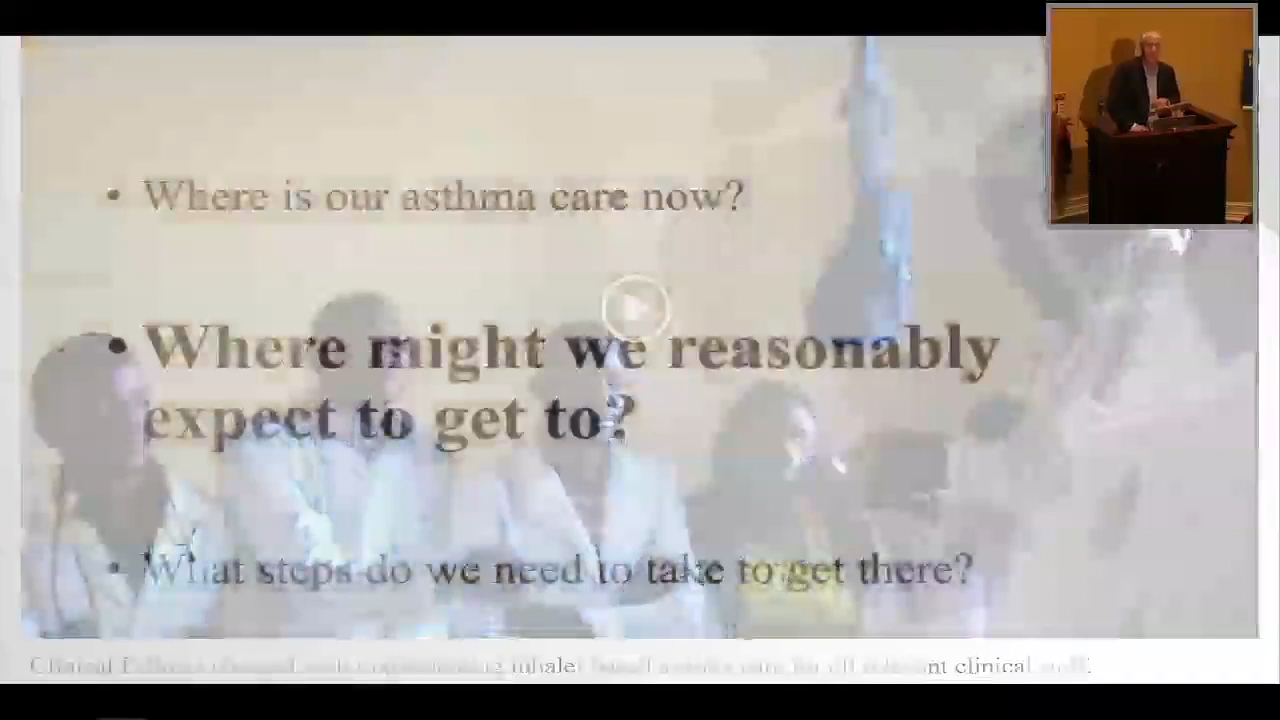 • Where is our asthma care now?
• Where might we reasonably
expect to get to?
• What steps do we need to take to get there?
Clinical inhaler clinical